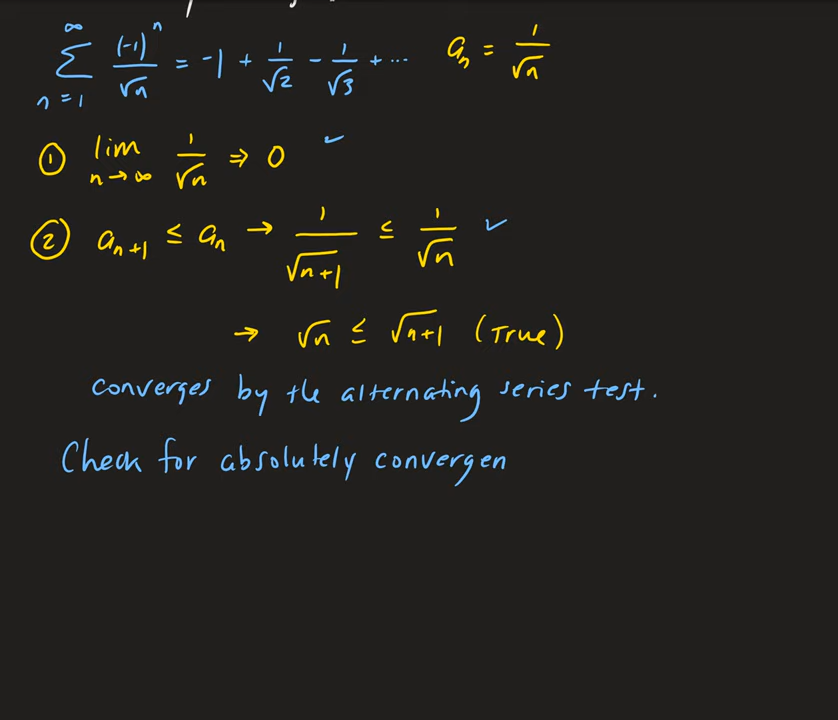 ∞ ∑ n=1 (-1)^n/√n = -1 + 1/√2 - 1/√3 + ... a_n = 1/√n
① lim n→∞ 1/√n ⇒ 0 ✓
② a_{n+1} ≤ a_n → 1/√(n+1) ≤ 1/√n ✓
→ √n ≤ √(n+1) (True)
converges by the alternating series test.
Check for absolutely convergen